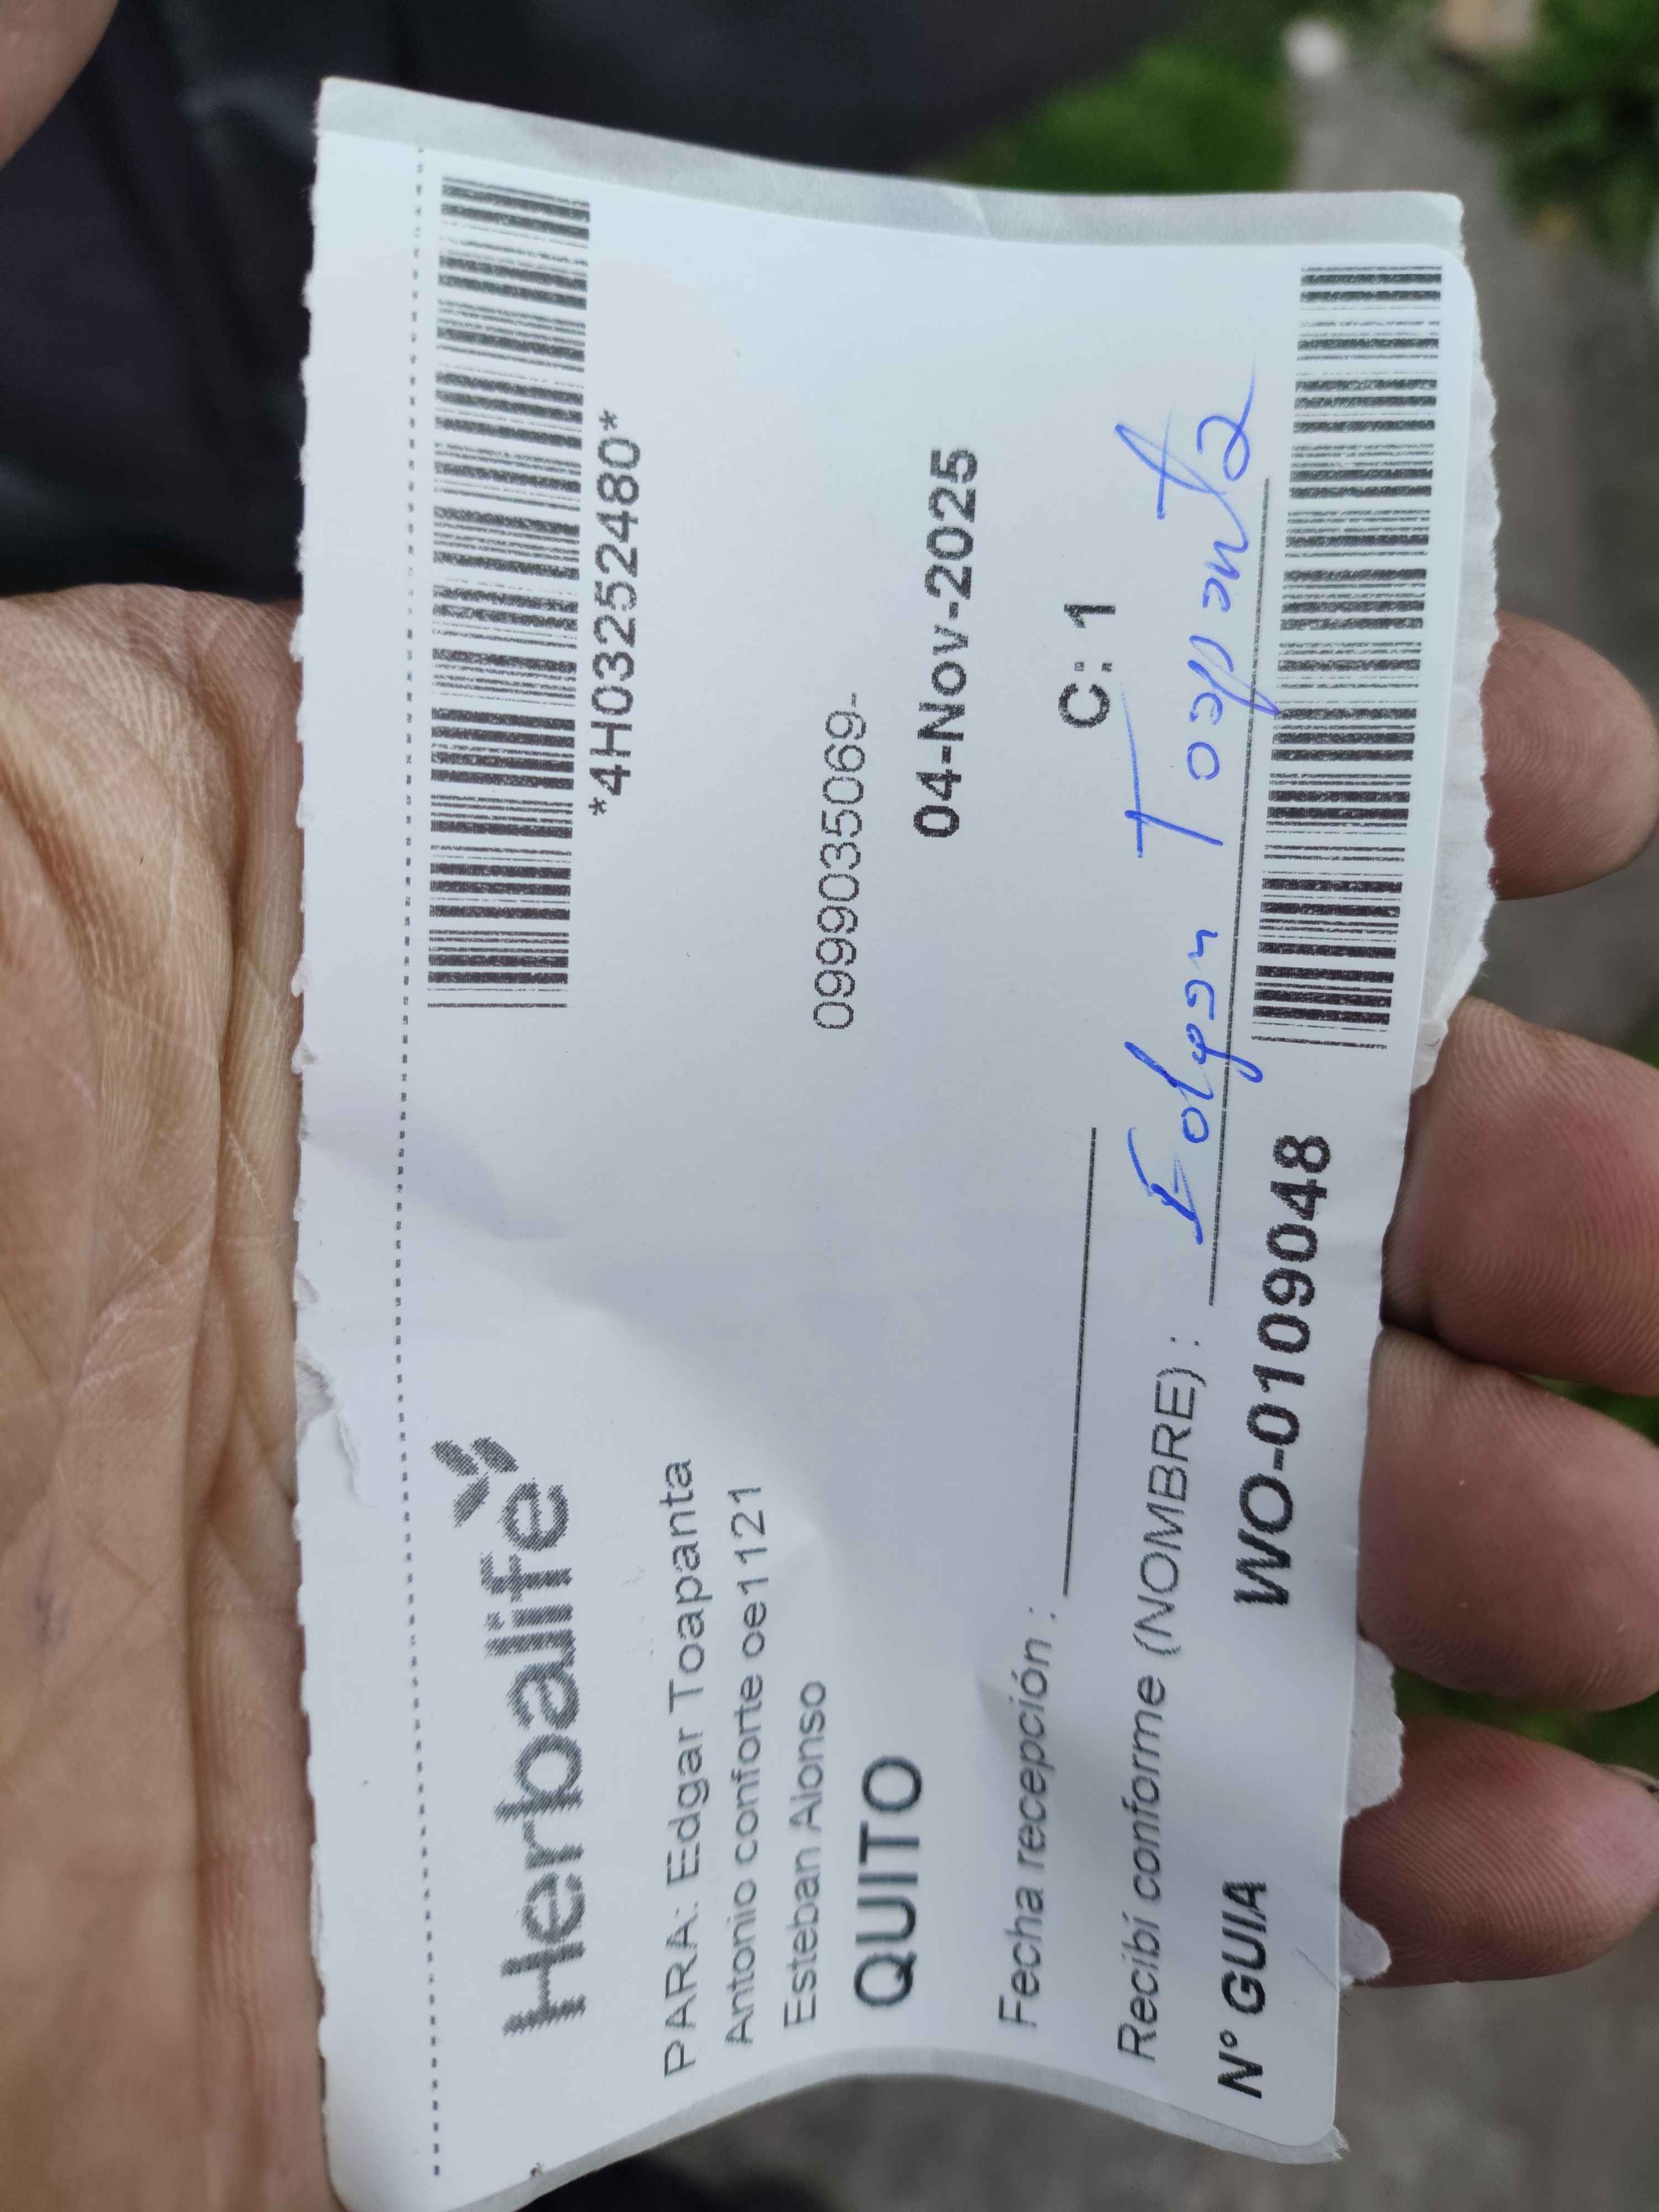 Herbalife
*4H03252480*
PARA: Edgar Toapanta
Antonio conforte oe1121
Esteban Alonso
0999035069-
QUITO
04-Nov-2025
Fecha recepción :
C: 1
Recibí conforme (NOMBRE) : Edgar Toapanta
N° GUIA WO-0109048